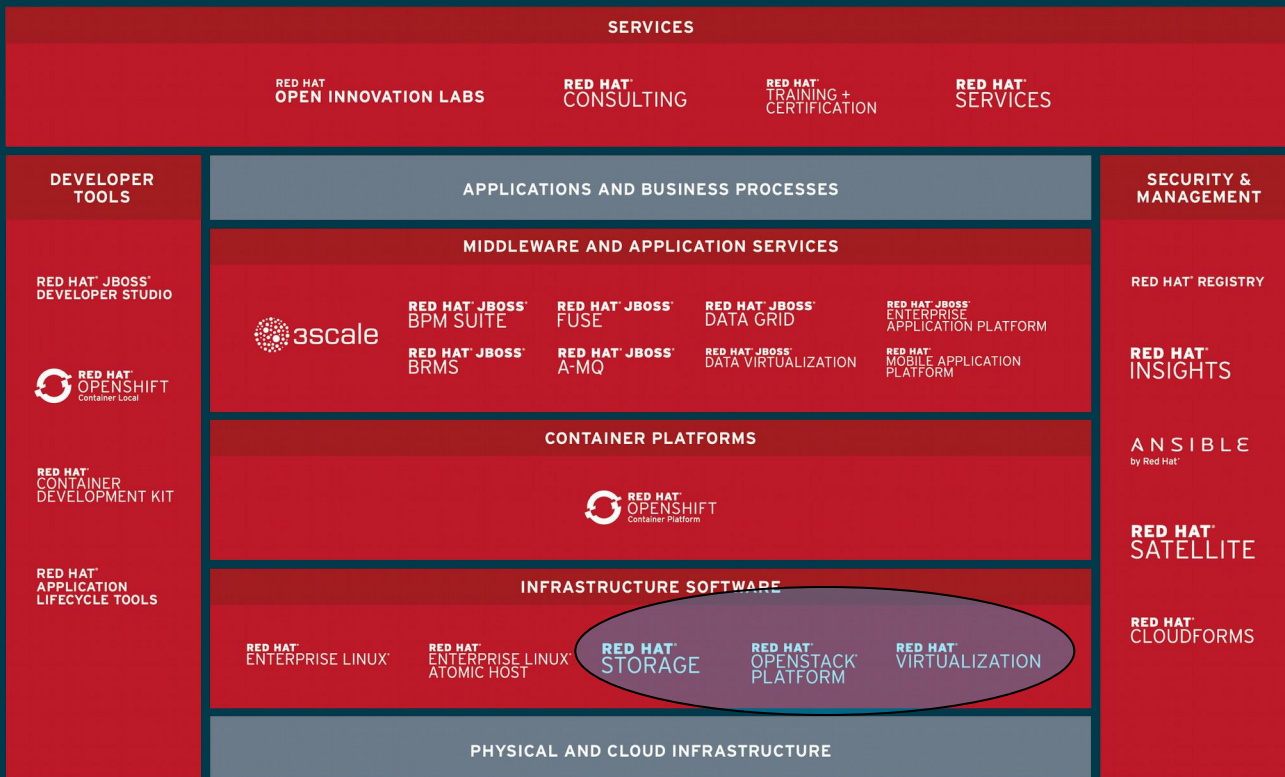 SERVICES
RED HAT
OPEN INNOVATION LABS
RED HAT®
CONSULTING
RED HAT®
TRAINING +
CERTIFICATION
RED HAT®
SERVICES
DEVELOPER
TOOLS
RED HAT® JBOSS®
DEVELOPER STUDIO
RED HAT®
OPENSHIFT
Container Local
RED HAT®
CONTAINER
DEVELOPMENT KIT
RED HAT®
APPLICATION
LIFECYCLE TOOLS
APPLICATIONS AND BUSINESS PROCESSES
MIDDLEWARE AND APPLICATION SERVICES
3scale
RED HAT® JBOSS®
BPM SUITE
RED HAT® JBOSS®
FUSE
RED HAT® JBOSS®
DATA GRID
RED HAT® JBOSS®
ENTERPRISE
APPLICATION PLATFORM
RED HAT® JBOSS®
BRMS
RED HAT® JBOSS®
A-MQ
RED HAT® JBOSS®
DATA VIRTUALIZATION
RED HAT®
MOBILE APPLICATION
PLATFORM
CONTAINER PLATFORMS
RED HAT®
OPENSHIFT
Container Platform
INFRASTRUCTURE SOFTWARE
RED HAT®
ENTERPRISE LINUX®
RED HAT®
ENTERPRISE LINUX®
ATOMIC HOST
RED HAT®
STORAGE
RED HAT®
OPENSTACK®
PLATFORM
RED HAT®
VIRTUALIZATION
PHYSICAL AND CLOUD INFRASTRUCTURE
SECURITY &
MANAGEMENT
RED HAT® REGISTRY
RED HAT®
INSIGHTS
ANSIBLE
by Red Hat®
RED HAT®
SATELLITE
RED HAT®
CLOUDFORMS